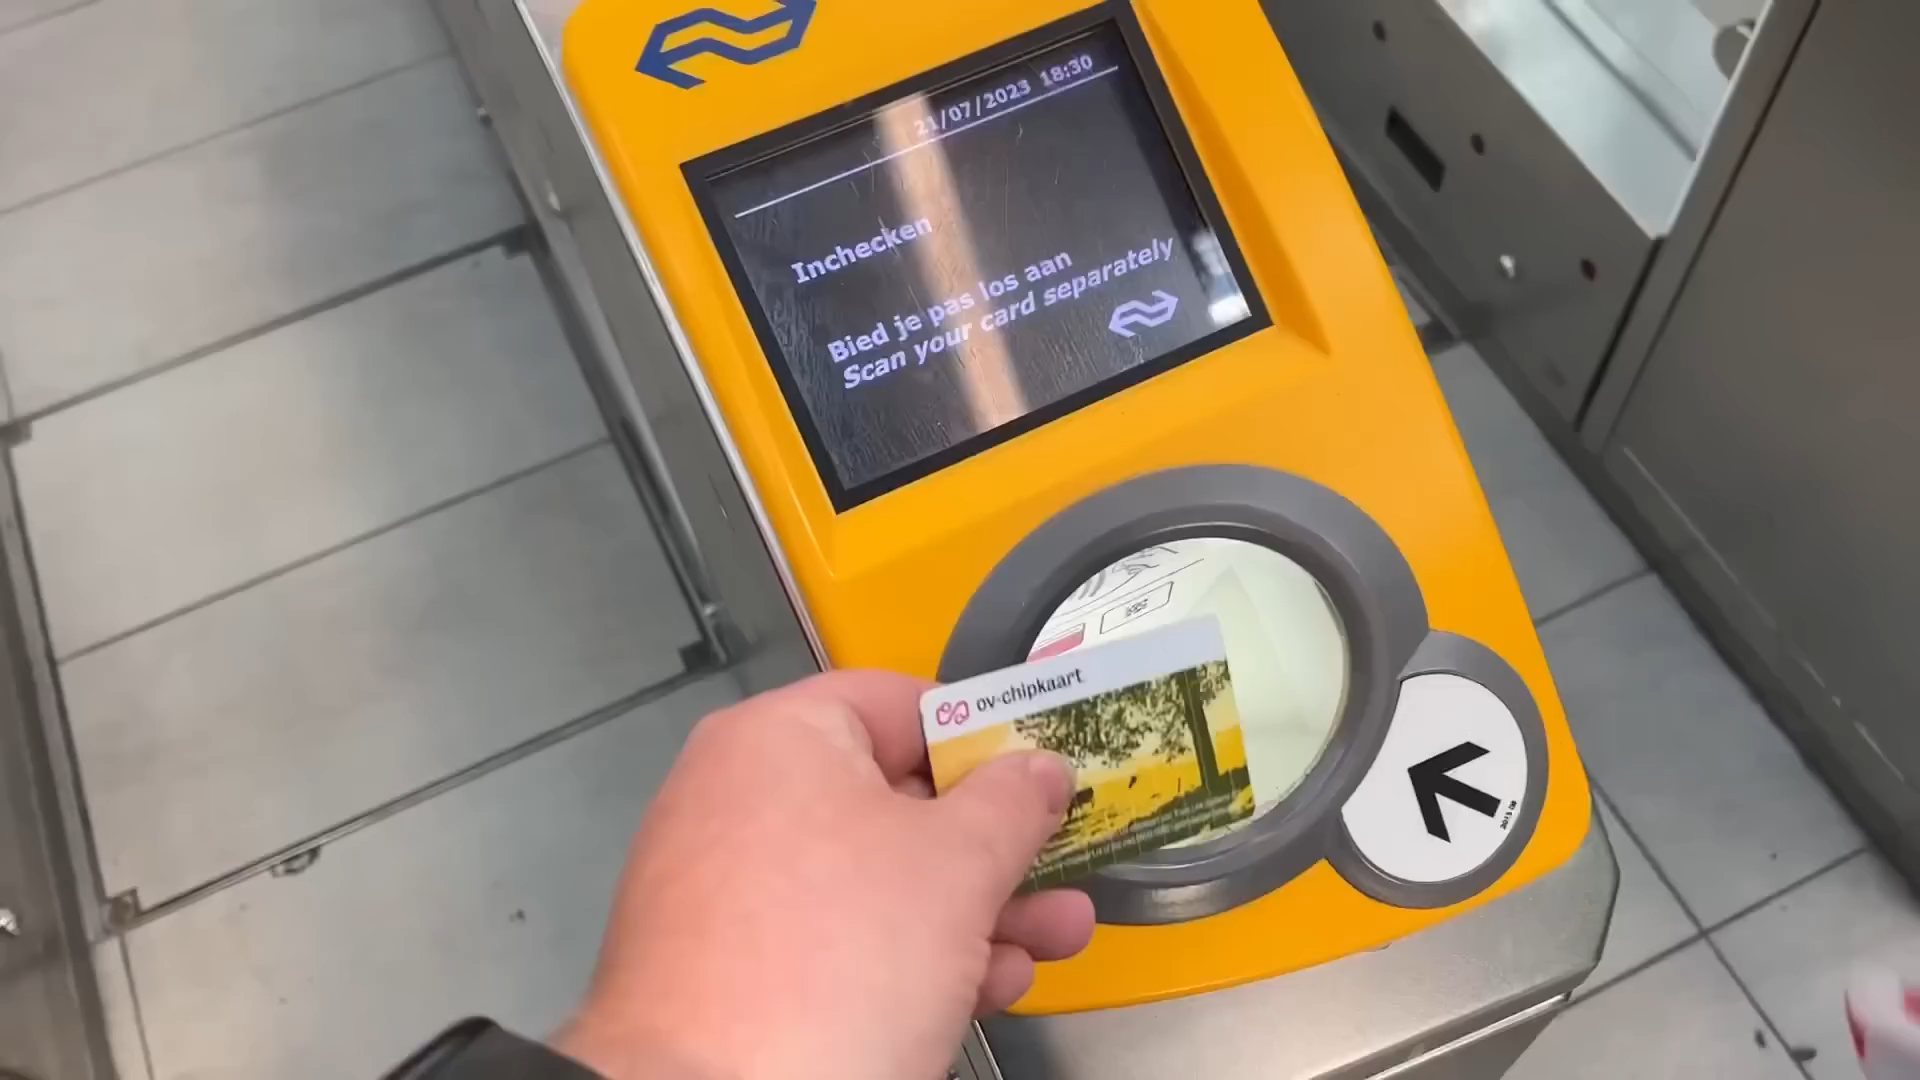 21/07/2023 18:30
Inchecken
Bied je pas los aan
Scan your card separately
ov-chipkaart